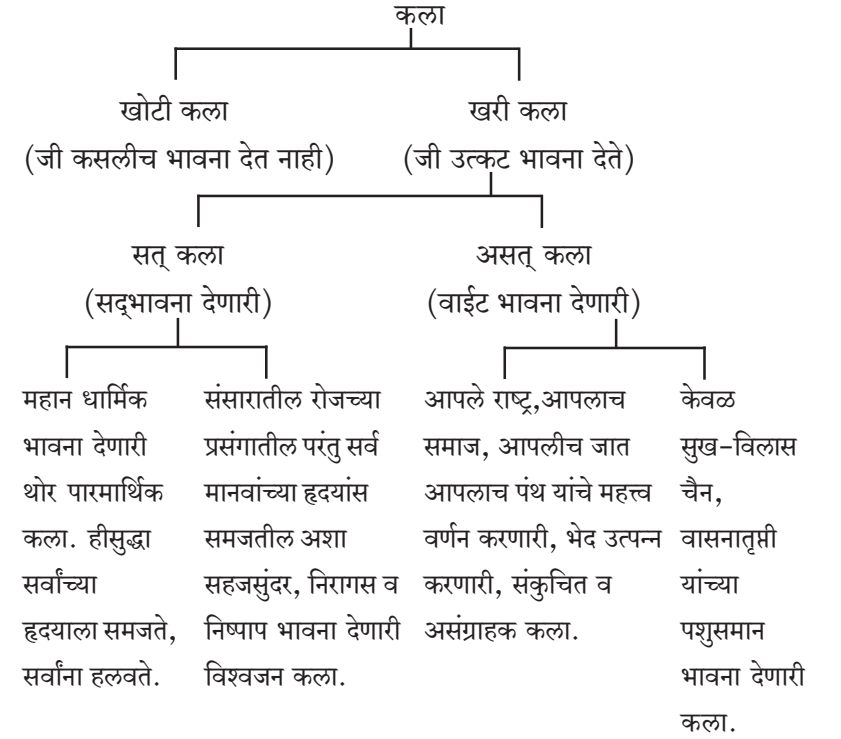 कला
खोटी कला
(जी कसलीच भावना देत नाही)
खरी कला
(जी उत्कट भावना देते)
सत् कला
(सद्‌भावना देणारी)
असत् कला
(वाईट भावना देणारी)
महान धार्मिक
भावना देणारी
थोर पारमार्थिक
कला. हीसुद्धा
सर्वांच्या
हृदयाला समजते,
सर्वांना हलवते.
संसारातील रोजच्या
प्रसंगातील परंतु सर्व
मानवांच्या हृदयांस
समजतील अशा
सहजसुंदर, निरागस व
निष्पाप भावना देणारी
विश्वजन कला.
आपले राष्ट्र,आपलाच
समाज, आपलीच जात
आपलाच पंथ यांचे महत्त्व
वर्णन करणारी, भेद उत्पन्न
करणारी, संकुचित व
असंग्राहक कला.
केवळ
सुख-विलास
चैन,
वासनातृप्ती
यांच्या
पशुसमान
भावना देणारी
कला.